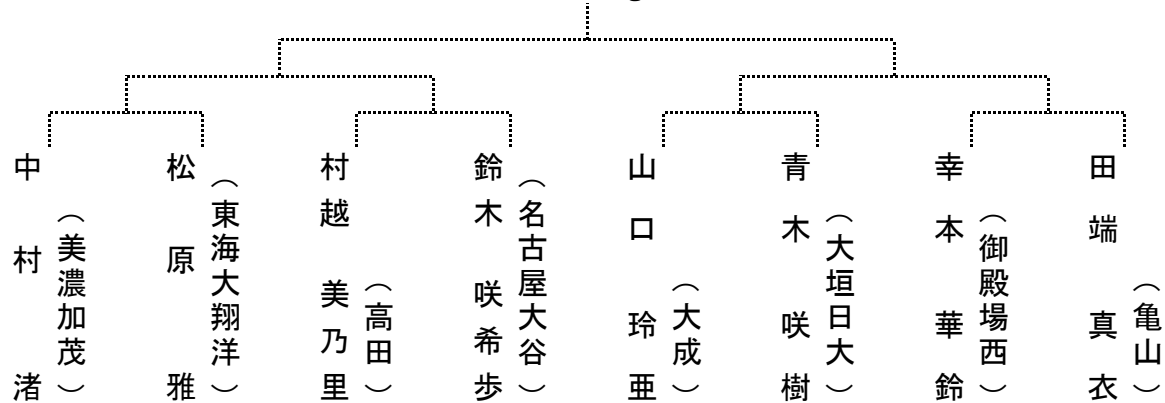 中村 渚
（美濃加茂）
松原 雅
（東海大翔洋）
村越 美乃里
（高田）
鈴木 咲希歩
（名古屋大谷）
山口 玲亜
（大成）
青木 咲樹
（大垣日大）
幸本 華鈴
（御殿場西）
田端 真衣
（亀山）